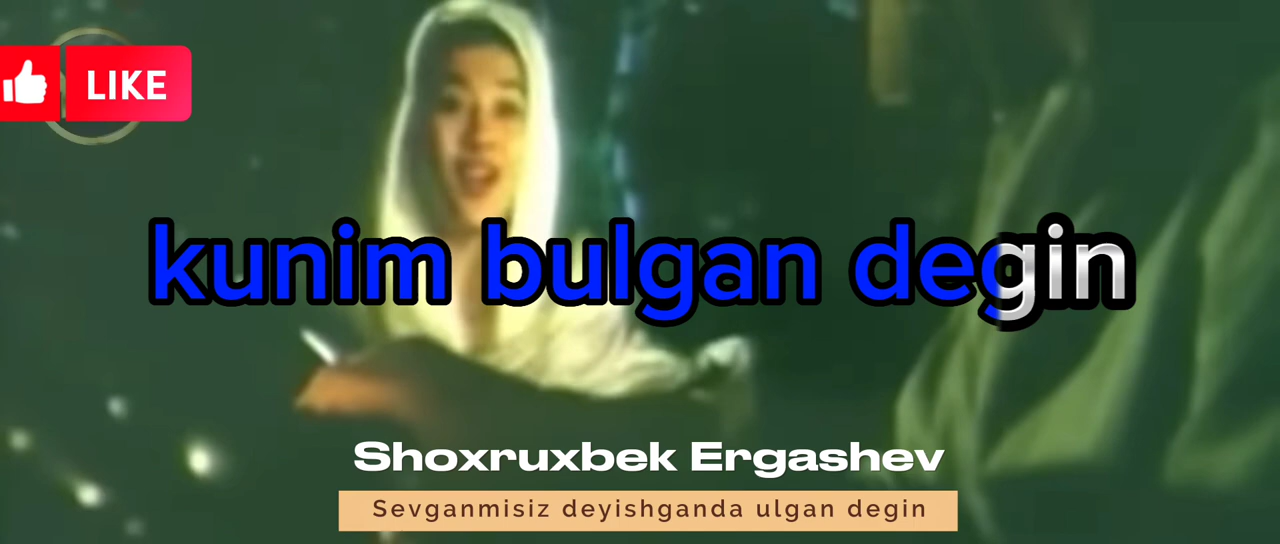 LIKE
kunim bulgan degin
Shoxruxbek Ergashev
Sevganmisiz deyishganda ulgan degin